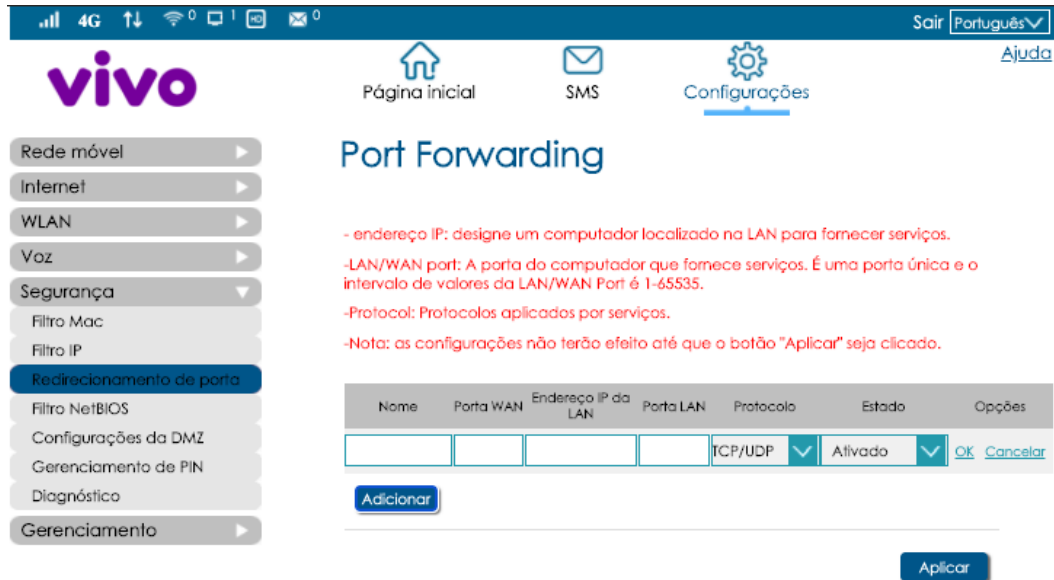 4G 0 1 HD 0 Sair Português
vivo
Página inicial SMS Configurações Ajuda
Rede móvel
Internet
WLAN
Voz
Segurança
Filtro Mac
Filtro IP
Redirecionamento de porta
Filtro NetBIOS
Configurações da DMZ
Gerenciamento de PIN
Diagnóstico
Gerenciamento
Port Forwarding
- endereço IP: designe um computador localizado na LAN para fornecer serviços.
-LAN/WAN port: A porta do computador que fornece serviços. É uma porta única e o
intervalo de valores da LAN/WAN Port é 1-65535.
-Protocol: Protocolos aplicados por serviços.
-Nota: as configurações não terão efeito até que o botão "Aplicar" seja clicado.
Nome Porta WAN Endereço IP da LAN Porta LAN Protocolo Estado Opções
TCP/UDP Ativado OK Cancelar
Adicionar
Aplicar